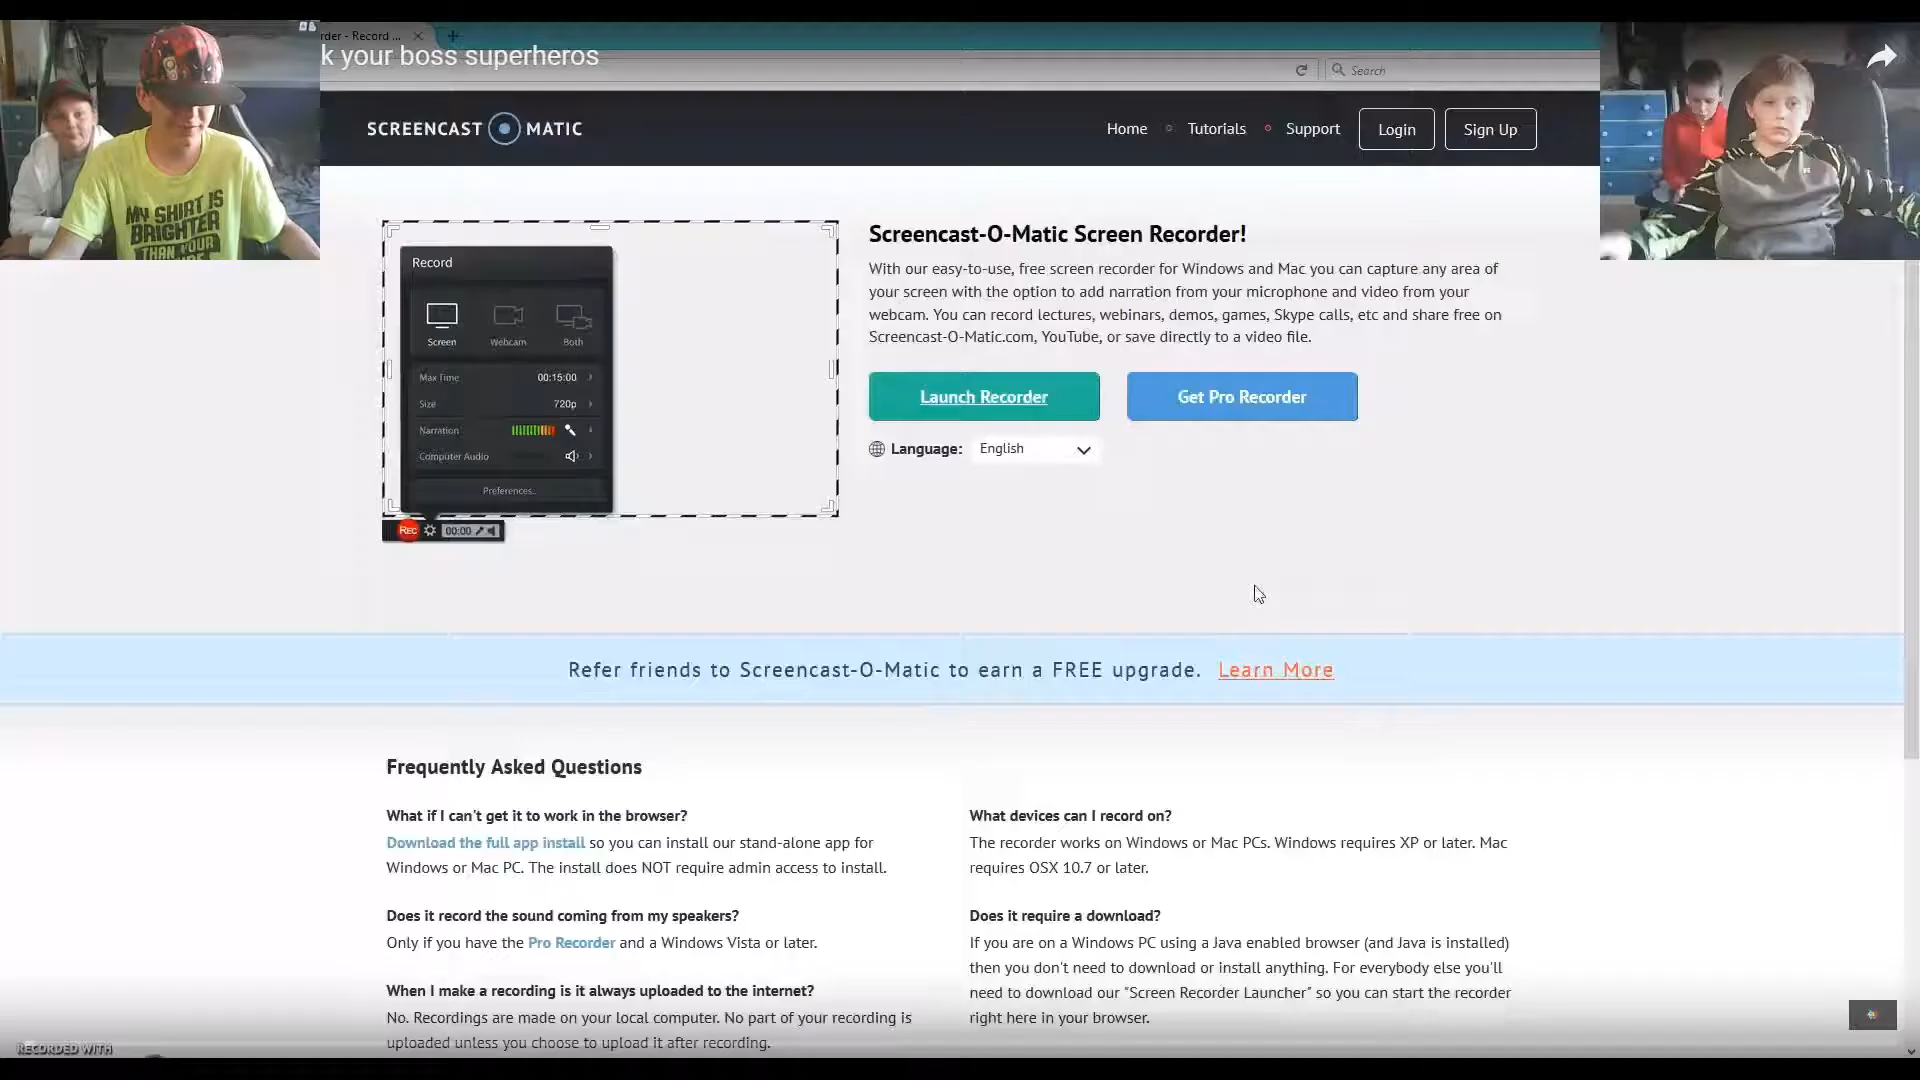 rder - Record ...
k your boss superheros
Search
SCREENCAST MATIC
Home
Tutorials
Support
Login
Sign Up
MY SHIRT IS
BRIGHTER
THAN YOUR
Record
Screen
Webcam
Both
Max Time 00:15:00
Size 720p
Narration
Computer Audio
Preferences..
REC 00:00
Screencast-O-Matic Screen Recorder!
With our easy-to-use, free screen recorder for Windows and Mac you can capture any area of
your screen with the option to add narration from your microphone and video from your
webcam. You can record lectures, webinars, demos, games, Skype calls, etc and share free on
Screencast-O-Matic.com, YouTube, or save directly to a video file.
Launch Recorder
Get Pro Recorder
Language: English
Refer friends to Screencast-O-Matic to earn a FREE upgrade. Learn More
Frequently Asked Questions
What if I can't get it to work in the browser?
Download the full app install so you can install our stand-alone app for
Windows or Mac PC. The install does NOT require admin access to install.
Does it record the sound coming from my speakers?
Only if you have the Pro Recorder and a Windows Vista or later.
When I make a recording is it always uploaded to the internet?
No. Recordings are made on your local computer. No part of your recording is
uploaded unless you choose to upload it after recording.
What devices can I record on?
The recorder works on Windows or Mac PCs. Windows requires XP or later. Mac
requires OSX 10.7 or later.
Does it require a download?
If you are on a Windows PC using a Java enabled browser (and Java is installed)
then you don't need to download or install anything. For everybody else you'll
need to download our "Screen Recorder Launcher" so you can start the recorder
right here in your browser.
RECORDED WITH